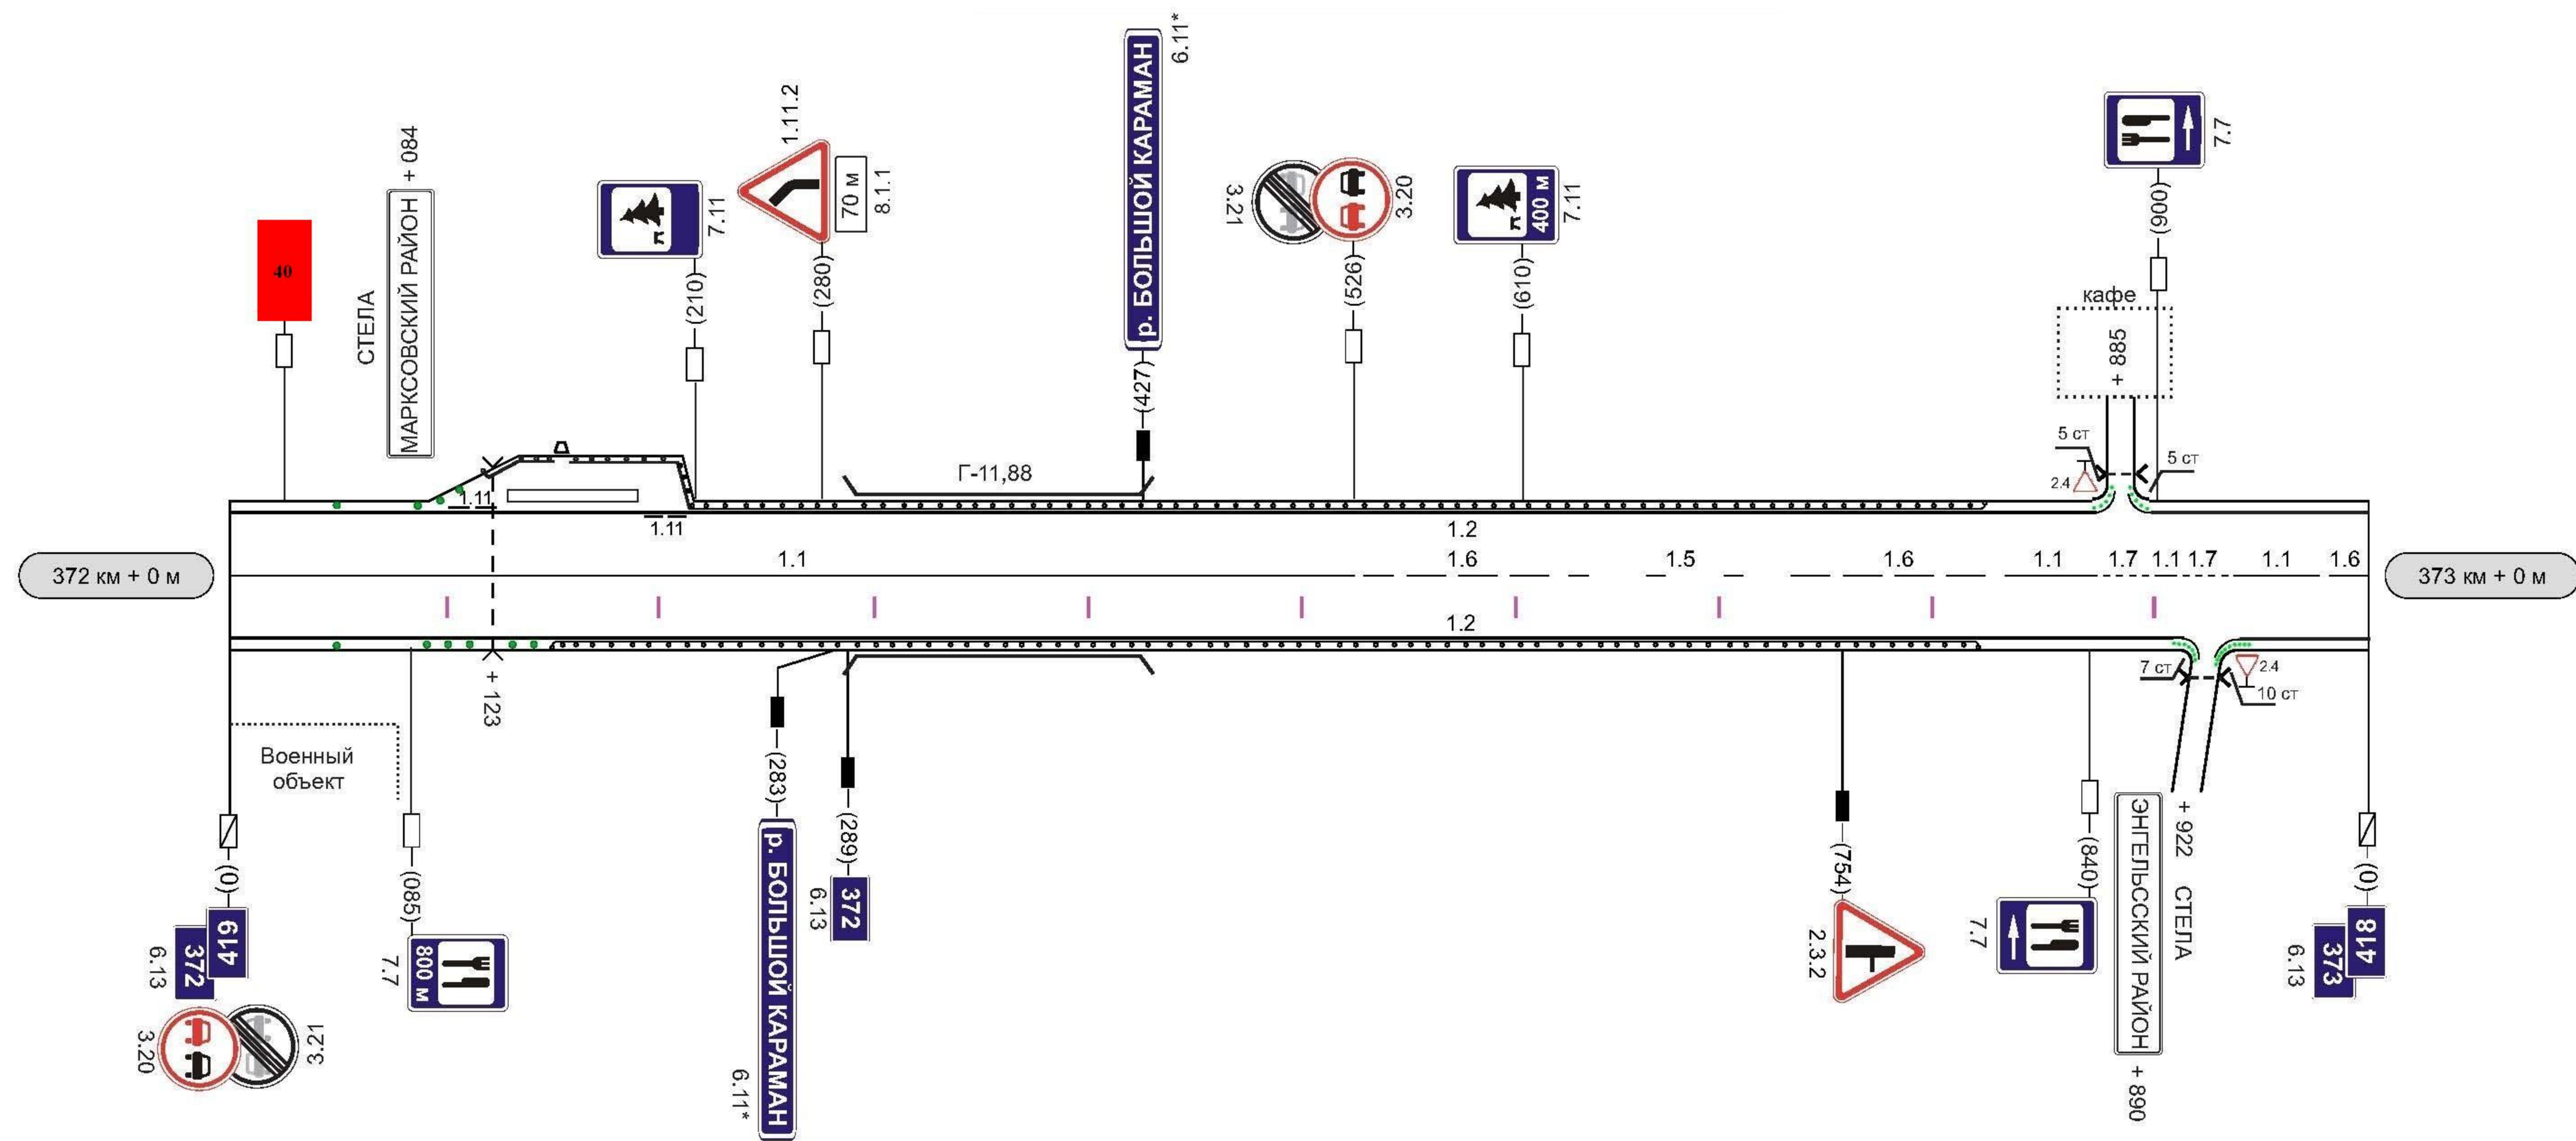 6.11*
р. БОЛЬШОЙ КАРАМАН
(427)
1.11.2
70 м
8.1.1
(280)
7.11
(210)
СТЕЛА
МАРКСОВСКИЙ РАЙОН + 084
40
3.21
3.20
(526)
400 м
7.11
(610)
7.7
(900)
кафе
+ 885
5 ст
5 ст
2.4
Г-11,88
1.11
1.11
1.2
372 км + 0 м
1.1
1.6
1.5
1.6
1.1
1.7
1.1
1.7
1.1
1.6
373 км + 0 м
1.2
+ 123
7 ст
2.4
10 ст
Военный
объект
(0)
419
372
6.13
3.20
3.21
(085)
800 м
7.7
(283)
р. БОЛЬШОЙ КАРАМАН
6.11*
(289)
372
6.13
(754)
2.3.2
(840)
7.7
ЭНГЕЛЬССКИЙ РАЙОН + 890
+ 922 СТЕЛА
(0)
418
373
6.13